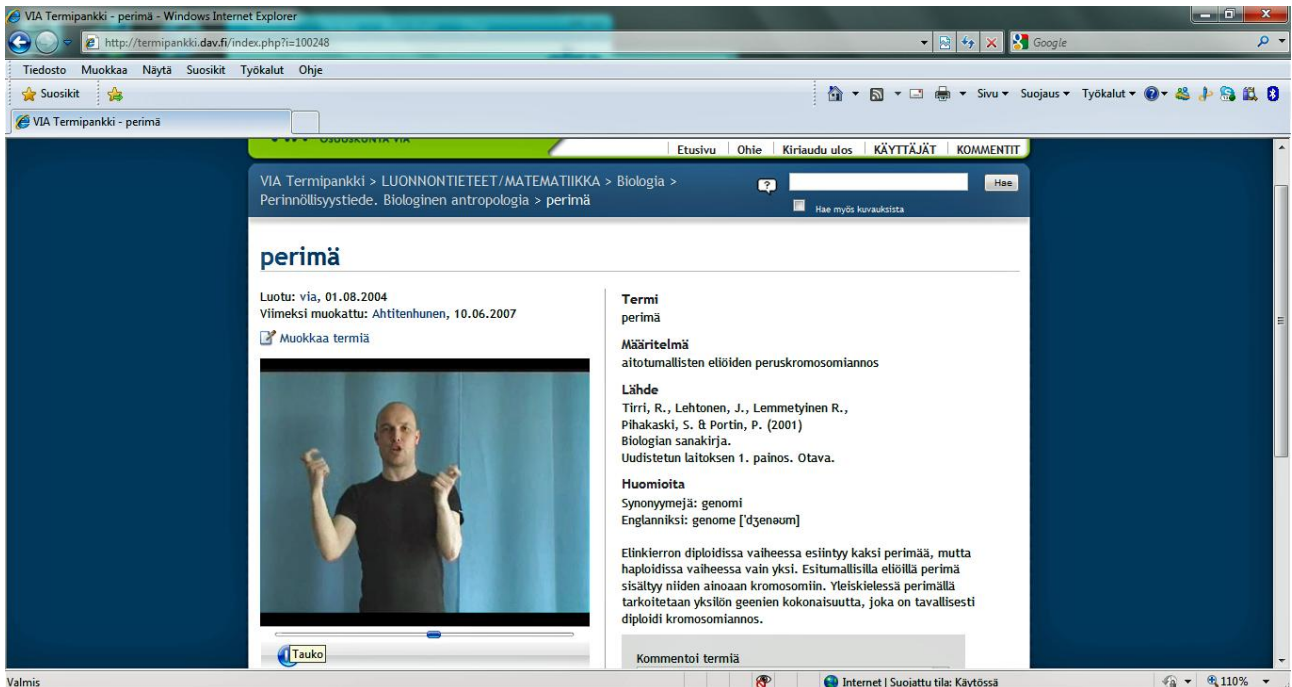 VIA Termipankki - perimä - Windows Internet Explorer
http://termipankki.dav.fi/index.php?i=100248
Google
Tiedosto Muokkaa Näytä Suosikit Työkalut Ohje
Suosikit
Sivu Suojaus Työkalut
VIA Termipankki - perimä
OSUUSKUNTA VIA
Etusivu Ohje Kirjaudu ulos KÄYTTÄJÄT KOMMENTIT
VIA Termipankki > LUONNONTIETEET/MATEMATIIKKA > Biologia >
Perinnöllisyystiede. Biologinen antropologia > perimä
Hae
Hae myös kuvauksista
perimä
Luotu: via, 01.08.2004
Viimeksi muokattu: Ahtitenhunen, 10.06.2007
Muokkaa termiä
Tauko
Termi
perimä
Määritelmä
aitotumallisten eliöiden peruskromosomiannos
Lähde
Tirri, R., Lehtonen, J., Lemmetyinen R.,
Pihakaski, S. & Portin, P. (2001)
Biologian sanakirja.
Uudistetun laitoksen 1. painos. Otava.
Huomioita
Synonyymejä: genomi
Englanniksi: genome ['dʒenəʊm]
Elinkierron diploidissa vaiheessa esiintyy kaksi perimää, mutta
haploidissa vaiheessa vain yksi. Esitumallisilla eliöillä perimä
sisältyy niiden ainoaan kromosomiin. Yleiskielessä perimällä
tarkoitetaan yksilön geenien kokonaisuutta, joka on tavallisesti
diploidi kromosomiannos.
Kommentoi termiä
Valmis
Internet | Suojattu tila: Käytössä
110%